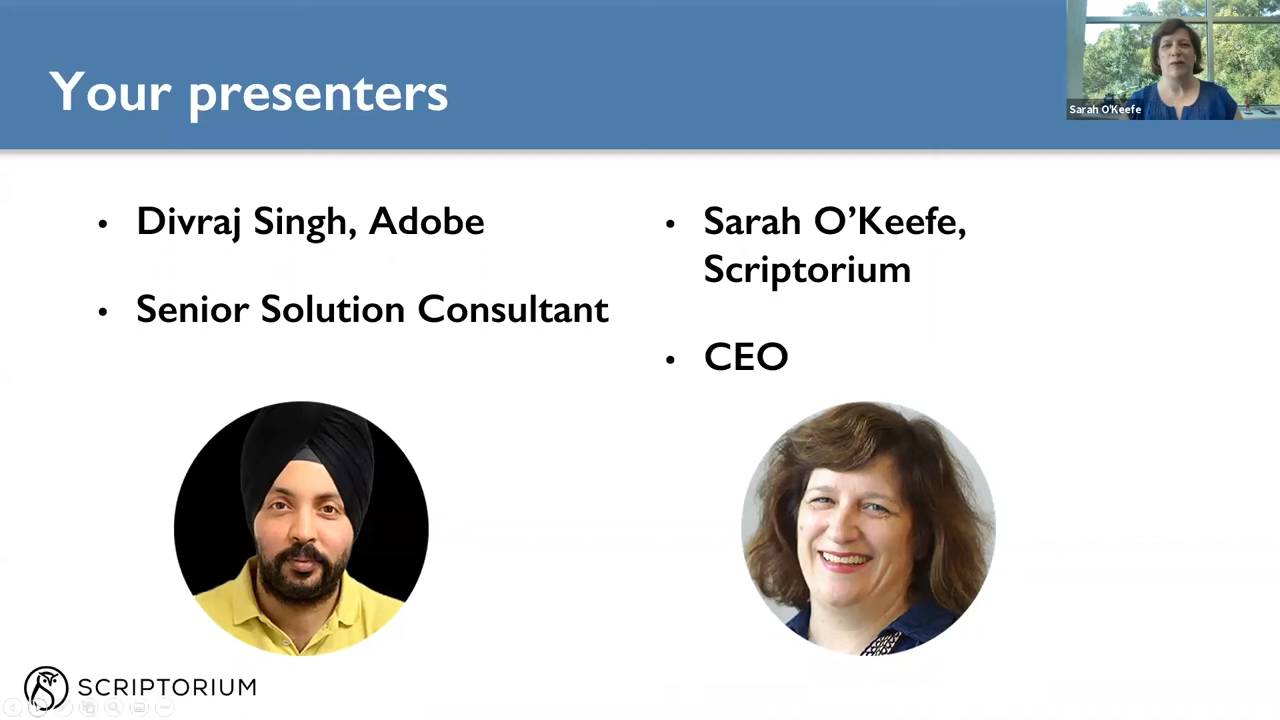 Your presenters
Sarah O'Keefe
• Divraj Singh, Adobe
• Senior Solution Consultant
• Sarah O’Keefe,
Scriptorium
• CEO
SCRIPTORIUM